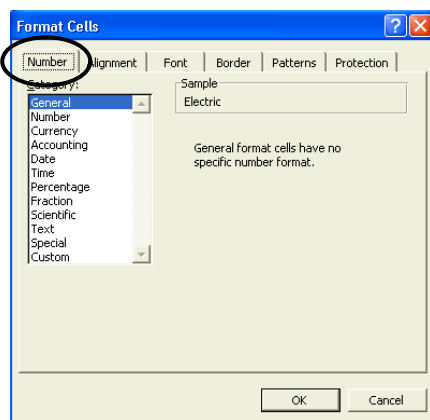 Format Cells
Number Alignment Font Border Patterns Protection
Category:
General
Number
Currency
Accounting
Date
Time
Percentage
Fraction
Scientific
Text
Special
Custom
Sample
Electric
General format cells have no
specific number format.
OK Cancel